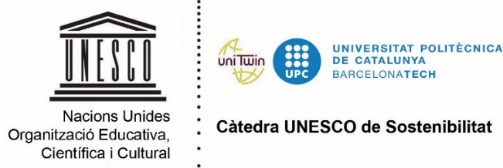 UNESCO
Nacions Unides
Organització Educativa,
Científica i Cultural
uniTwin
UPC
UNIVERSITAT POLITÈCNICA
DE CATALUNYA
BARCELONATECH
Càtedra UNESCO de Sostenibilitat